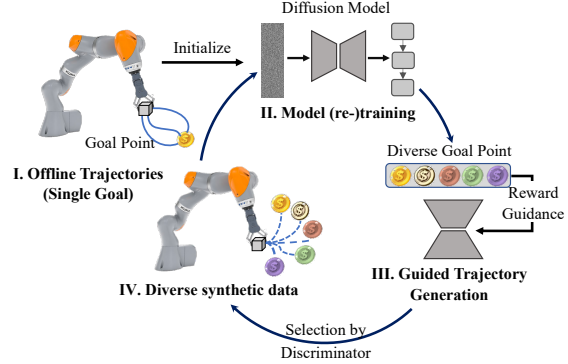 Diffusion Model
Initialize
II. Model (re-)training
Goal Point
I. Offline Trajectories
(Single Goal)
Diverse Goal Point
Reward
Guidance
III. Guided Trajectory
Generation
IV. Diverse synthetic data
Selection by
Discriminator